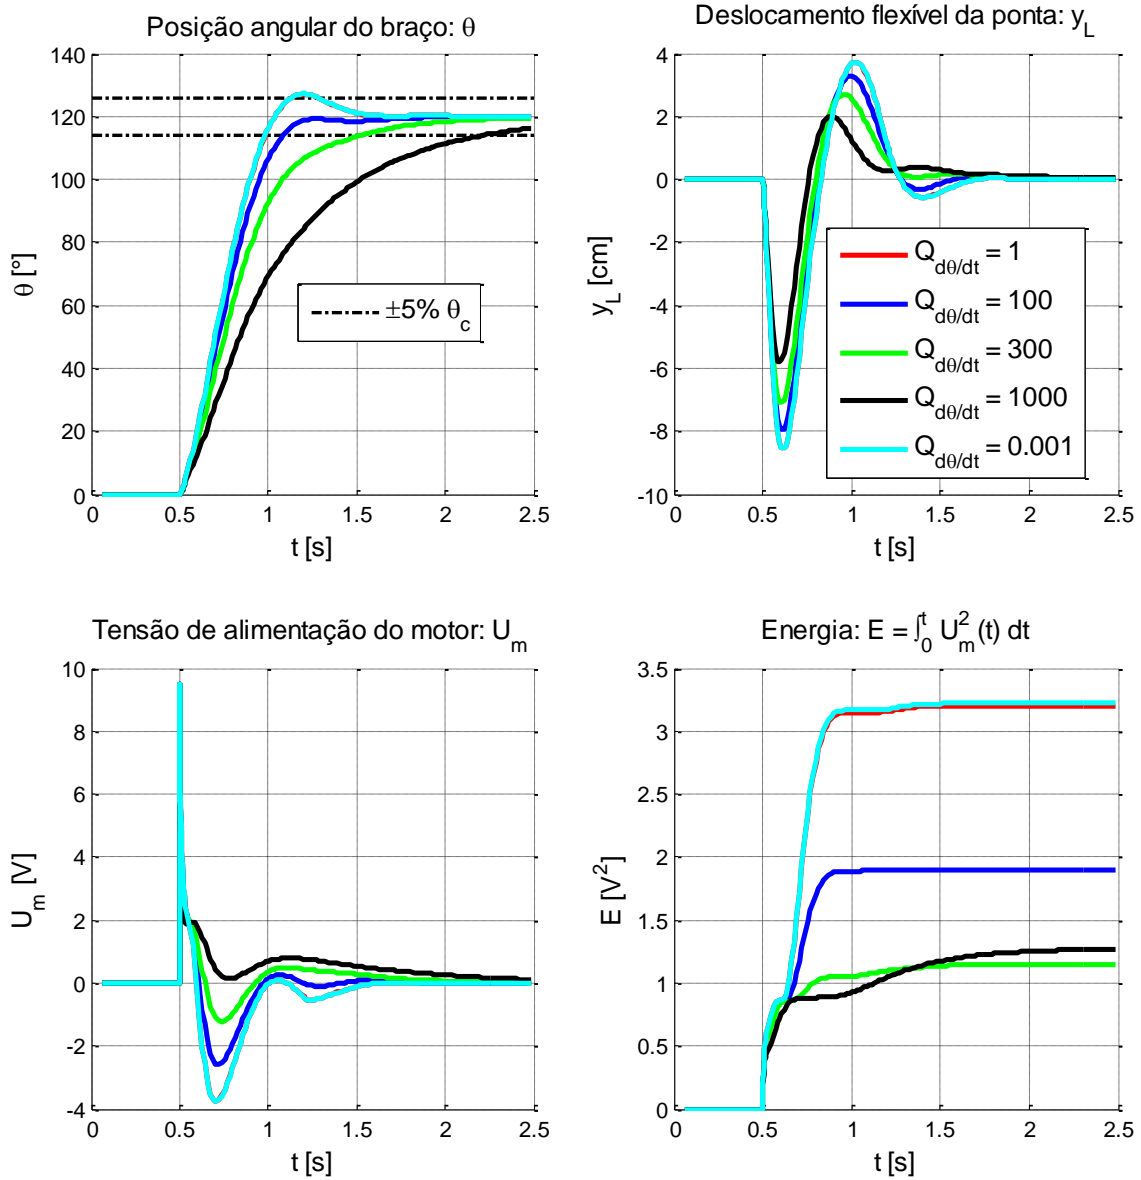 Posição angular do braço: θ
140
120
100
80
60
40
20
0
θ [°]
±5% θc
0 0.5 1 1.5 2 2.5
t [s]
Deslocamento flexível da ponta: yL
4
2
0
-2
-4
-6
-8
-10
yL [cm]
Qdθ/dt = 1
Qdθ/dt = 100
Qdθ/dt = 300
Qdθ/dt = 1000
Qdθ/dt = 0.001
0 0.5 1 1.5 2 2.5
t [s]
Tensão de alimentação do motor: Um
10
8
6
4
2
0
-2
-4
Um [V]
0 0.5 1 1.5 2 2.5
t [s]
Energia: E = ∫0t Um2(t) dt
3.5
3
2.5
2
1.5
1
0.5
0
E [V2]
0 0.5 1 1.5 2 2.5
t [s]